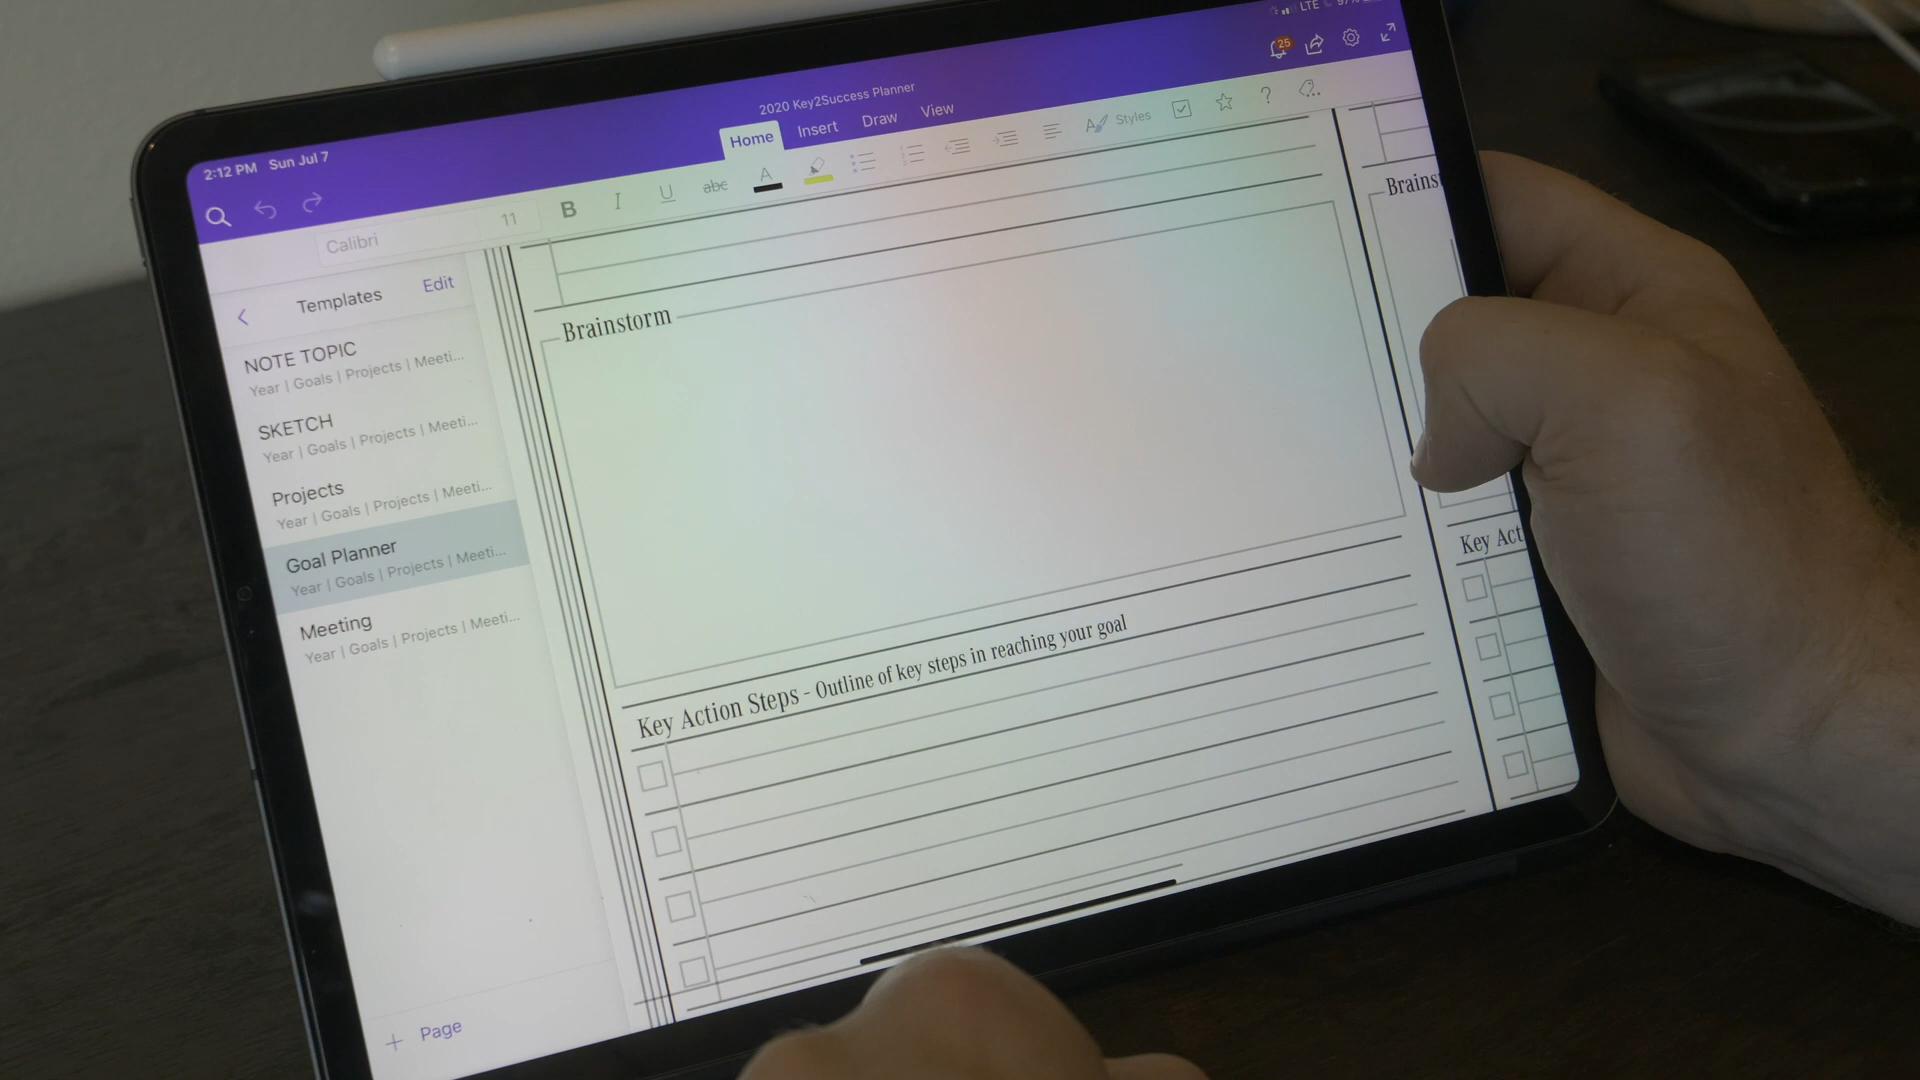 LTE 97%
25
2:12 PM Sun Jul 7
2020 Key2Success Planner
Home Insert Draw View
Calibri 11 B I U abc A Styles ?
Templates Edit
NOTE TOPIC
Year | Goals | Projects | Meeti...
SKETCH
Year | Goals | Projects | Meeti...
Projects
Year | Goals | Projects | Meeti...
Goal Planner
Year | Goals | Projects | Meeti...
Meeting
Year | Goals | Projects | Meeti...
+ Page
Brainstorm
Key Action Steps - Outline of key steps in reaching your goal
Brains
Key Act